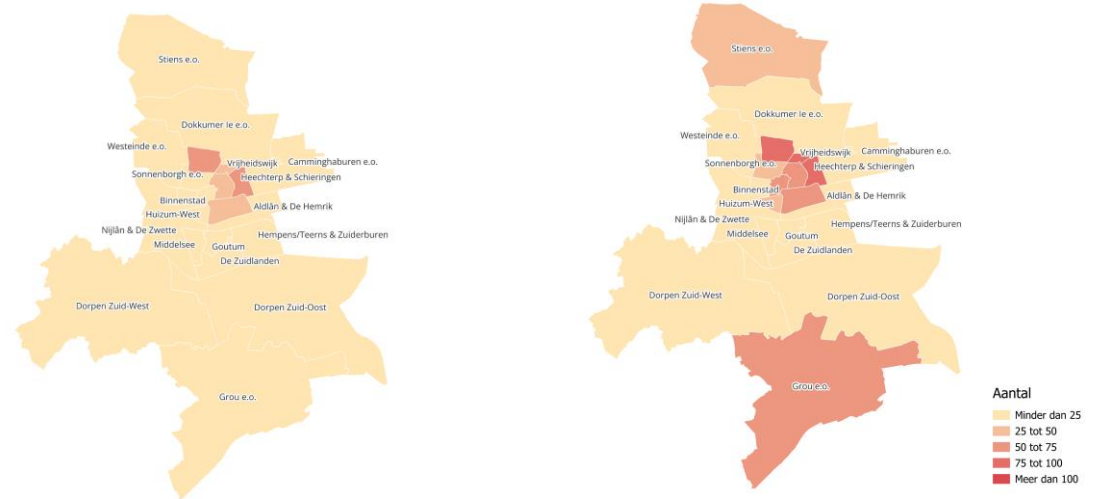 Stiens e.o.
Dokkumer Ie e.o.
Westeinde e.o.
Vrijheidswijk
Camminghaburen e.o.
Sonnenborgh e.o.
Heechterp & Schieringen
Binnenstad
Aldlân & De Hemrik
Huizum-West
Nijlân & De Zwette
Hempens/Teerns & Zuiderburen
Middelsee
Goutum
De Zuidlanden
Dorpen Zuid-West
Dorpen Zuid-Oost
Grou e.o.
Stiens e.o.
Dokkumer Ie e.o.
Westeinde e.o.
Vrijheidswijk
Camminghaburen e.o.
Sonnenborgh e.o.
Heechterp & Schieringen
Binnenstad
Aldlân & De Hemrik
Huizum-West
Nijlân & De Zwette
Hempens/Teerns & Zuiderburen
Middelsee
Goutum
De Zuidlanden
Dorpen Zuid-West
Dorpen Zuid-Oost
Grou e.o.
Aantal
Minder dan 25
25 tot 50
50 tot 75
75 tot 100
Meer dan 100